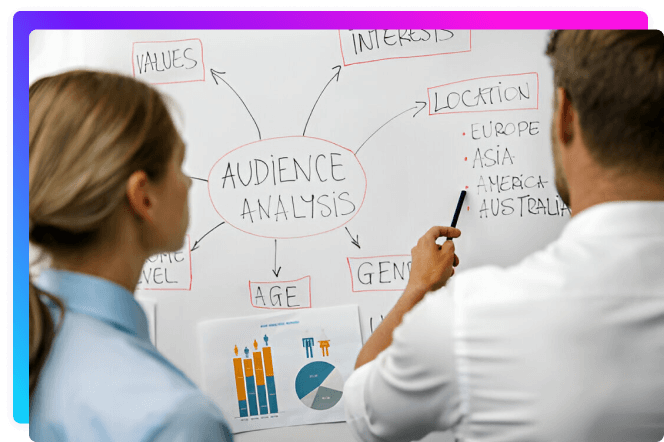 INTERESTS
VALUES
LOCATION
EUROPE
ASIA
AMERICA
AUSTRALIA
AUDIENCE
ANALYSIS
AGE